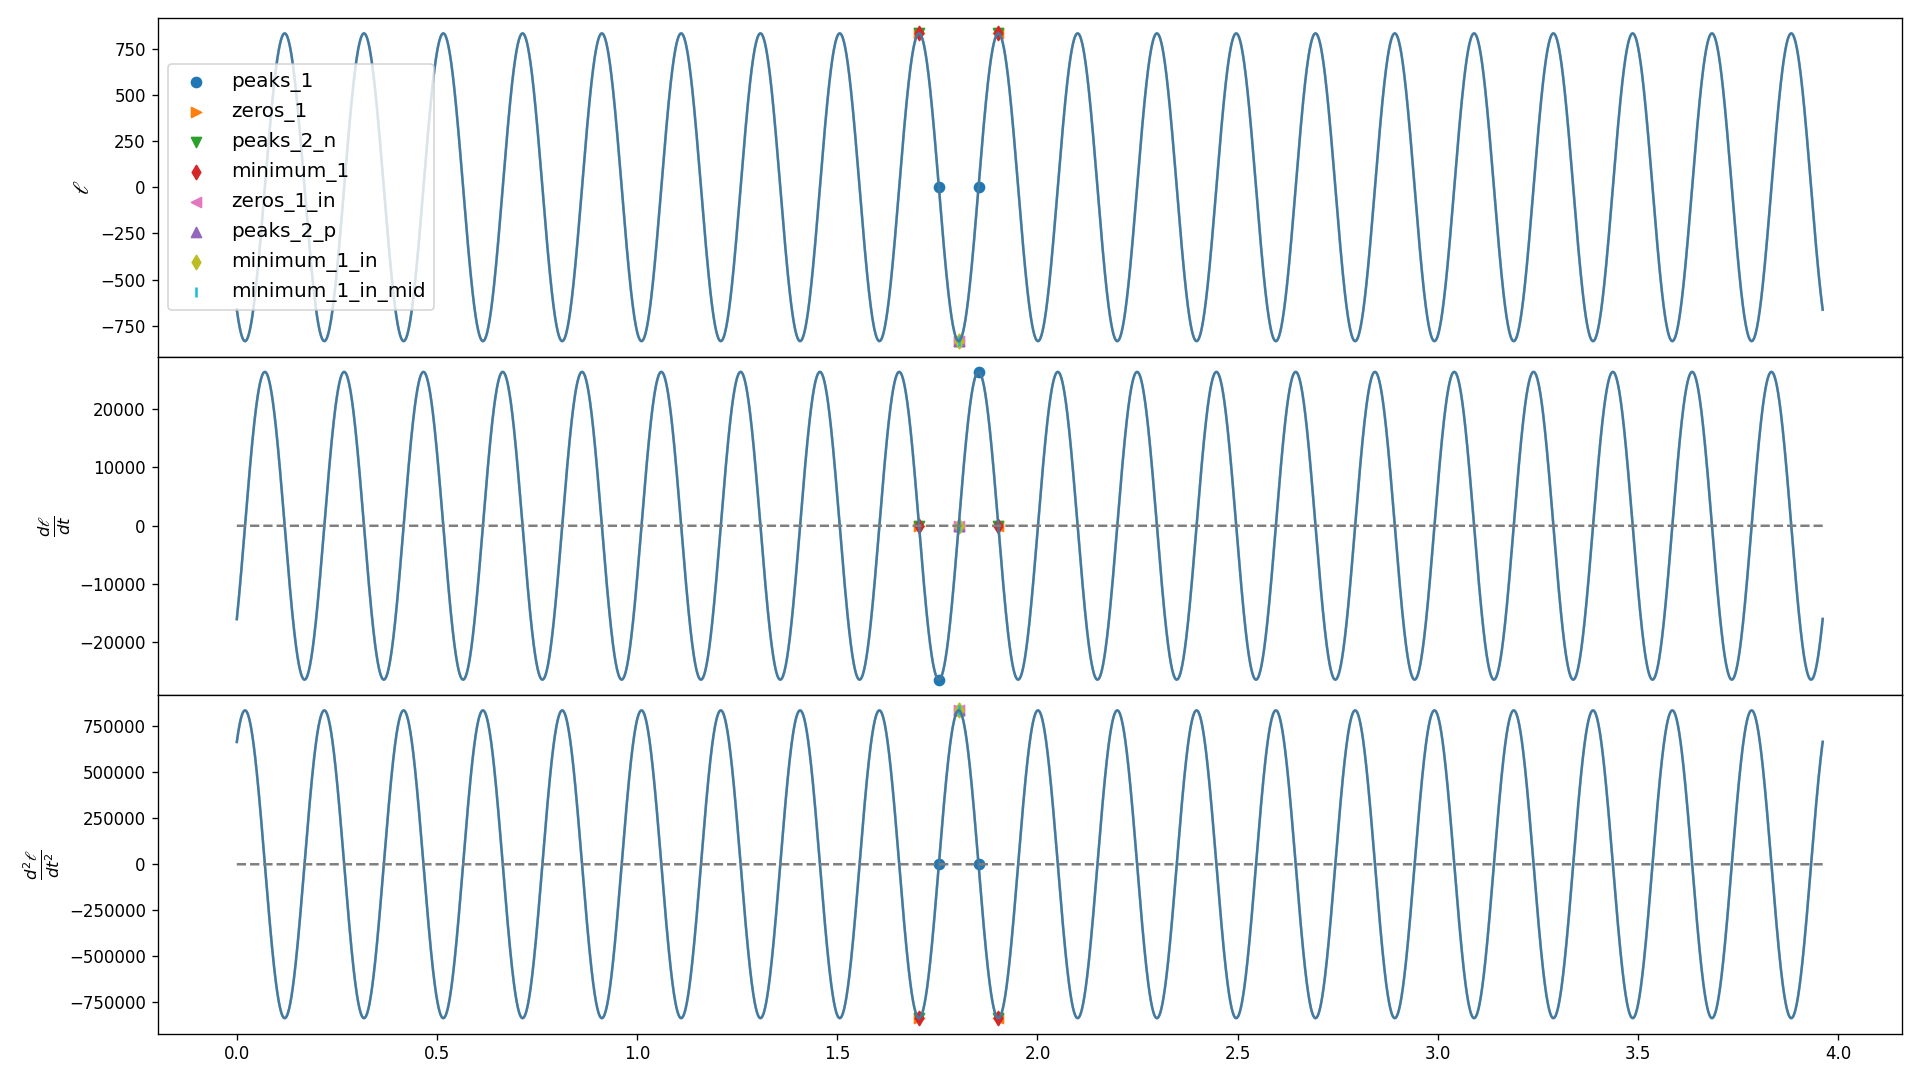 750
500
250
0
−250
−500
−750
ℓ
peaks_1
zeros_1
peaks_2_n
minimum_1
zeros_1_in
peaks_2_p
minimum_1_in
minimum_1_in_mid
20000
10000
0
−10000
−20000
dℓ/dt
750000
500000
250000
0
−250000
−500000
−750000
d²ℓ/dt²
0.0 0.5 1.0 1.5 2.0 2.5 3.0 3.5 4.0